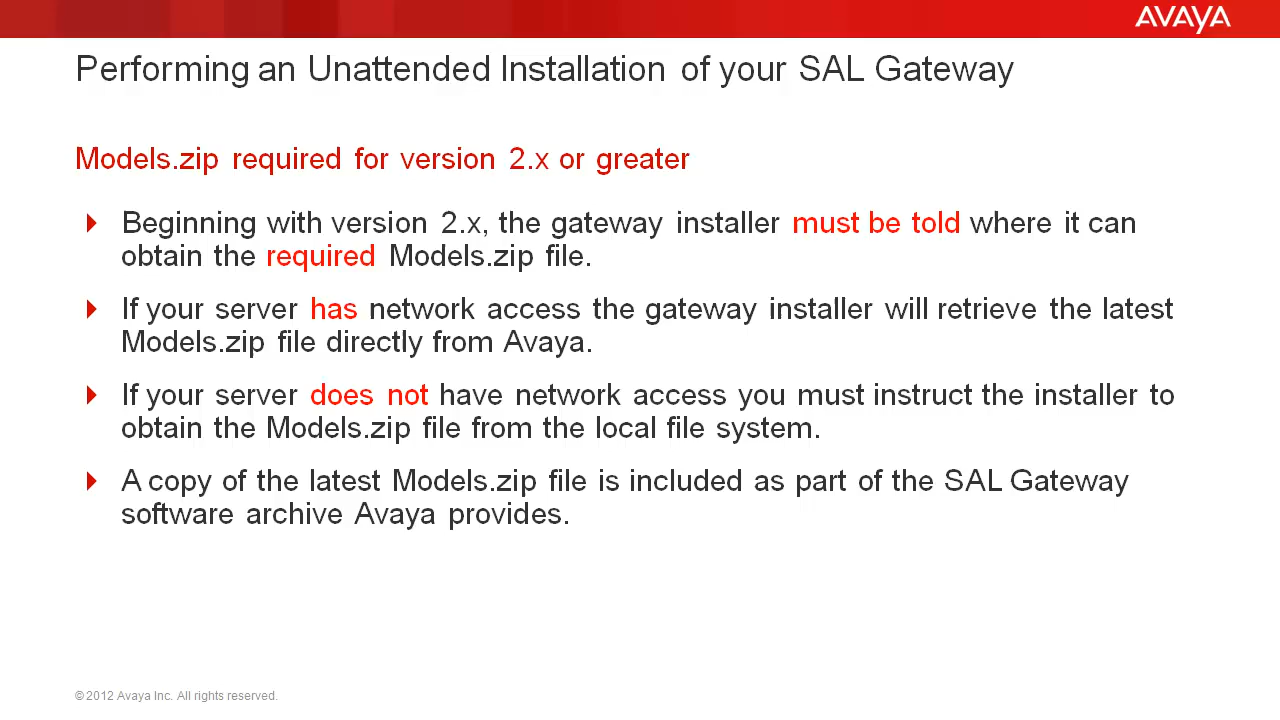 AVAYA
Performing an Unattended Installation of your SAL Gateway
Models.zip required for version 2.x or greater
Beginning with version 2.x, the gateway installer must be told where it can
obtain the required Models.zip file.
If your server has network access the gateway installer will retrieve the latest
Models.zip file directly from Avaya.
If your server does not have network access you must instruct the installer to
obtain the Models.zip file from the local file system.
A copy of the latest Models.zip file is included as part of the SAL Gateway
software archive Avaya provides.
© 2012 Avaya Inc. All rights reserved.